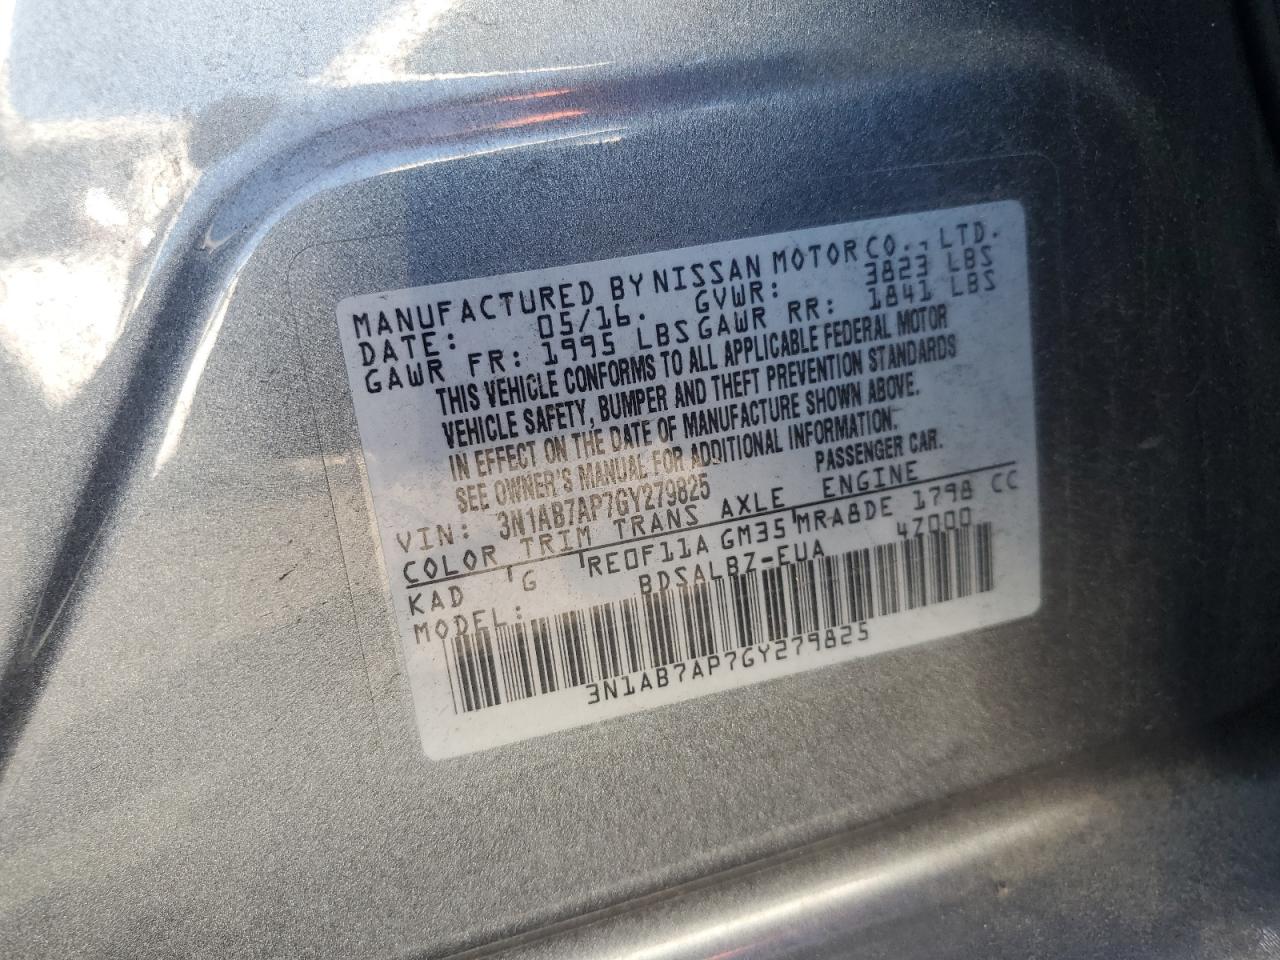 MANUFACTURED BY NISSAN MOTOR CO., LTD.
DATE: 05/16. GVWR: 3823 LBS
GAWR FR: 1995 LBS GAWR RR: 1841 LBS
THIS VEHICLE CONFORMS TO ALL APPLICABLE FEDERAL MOTOR
VEHICLE SAFETY, BUMPER AND THEFT PREVENTION STANDARDS
IN EFFECT ON THE DATE OF MANUFACTURE SHOWN ABOVE.
SEE OWNER'S MANUAL FOR ADDITIONAL INFORMATION.
VIN: 3N1AB7AP7GY279825 PASSENGER CAR.
COLOR TRIM TRANS AXLE ENGINE
KAD G RE0F11A GM35 MRA8DE 1798 CC
MODEL: BDSALBZ-EUA 47000
3N1AB7AP7GY279825